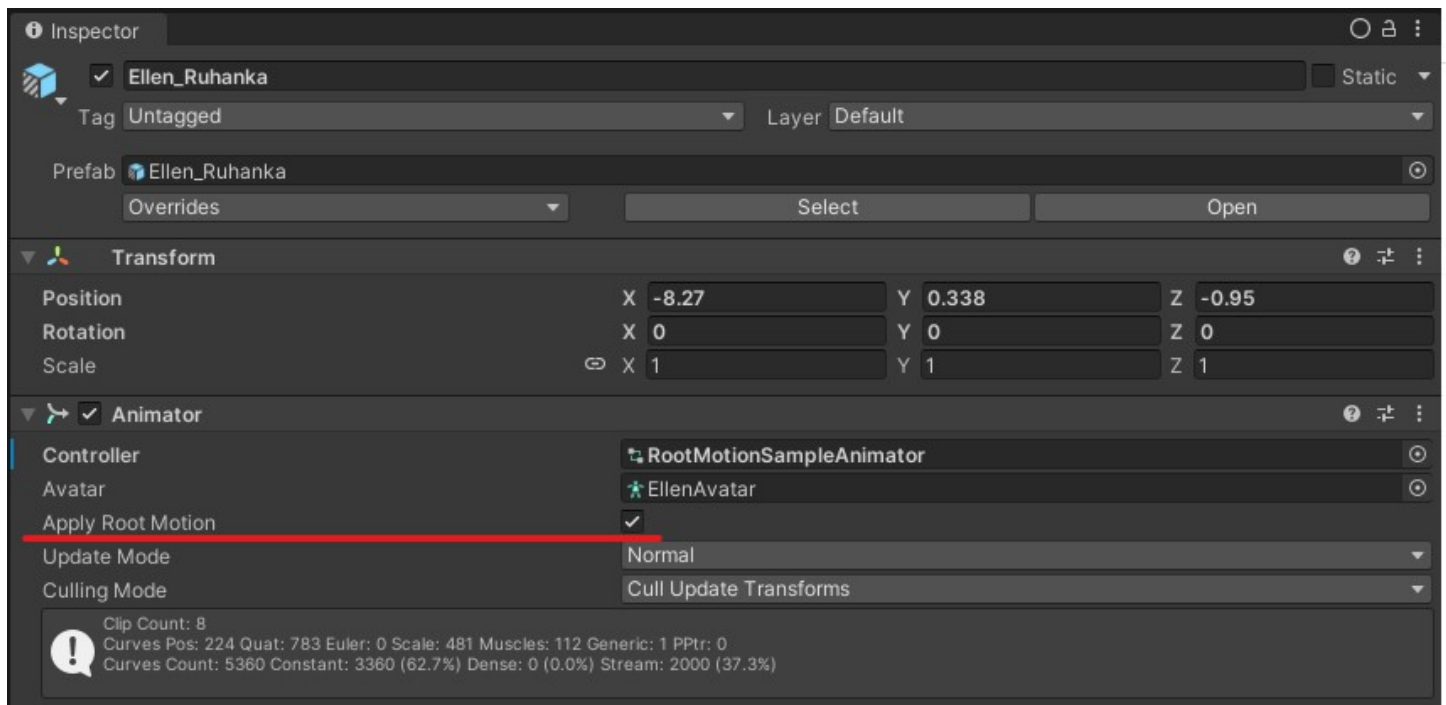 Inspector
Ellen_Ruhanka Static
Tag Untagged Layer Default
Prefab Ellen_Ruhanka
Overrides Select Open
Transform
Position X -8.27 Y 0.338 Z -0.95
Rotation X 0 Y 0 Z 0
Scale X 1 Y 1 Z 1
Animator
Controller RootMotionSampleAnimator
Avatar EllenAvatar
Apply Root Motion
Update Mode Normal
Culling Mode Cull Update Transforms
Clip Count: 8
Curves Pos: 224 Quat: 783 Euler: 0 Scale: 481 Muscles: 112 Generic: 1 PPtr: 0
Curves Count: 5360 Constant: 3360 (62.7%) Dense: 0 (0.0%) Stream: 2000 (37.3%)